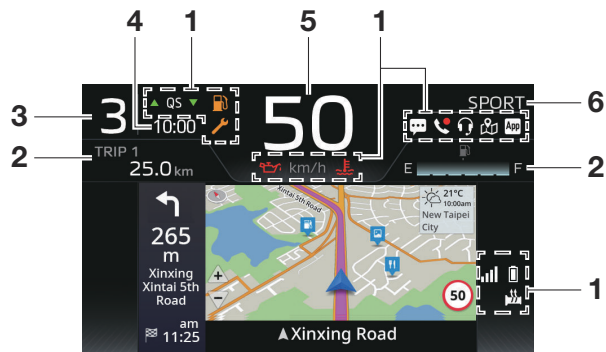 4 1 5 1
3 2
3 QS 50 SPORT 6
10:00 App
TRIP 1
25.0 km
km/h
E F 2
265
m
Xinxing
Xintai 5th
Road
am
11:25
Xintai 5th Road
21°C
10:00am
New Taipei
City
+
−
50
Xinxing Road
1